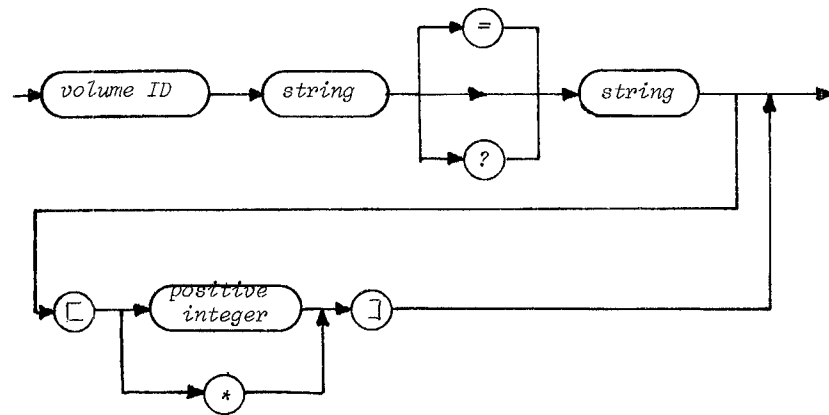 =
volume ID
string
string
?
[
positive
integer
]
*